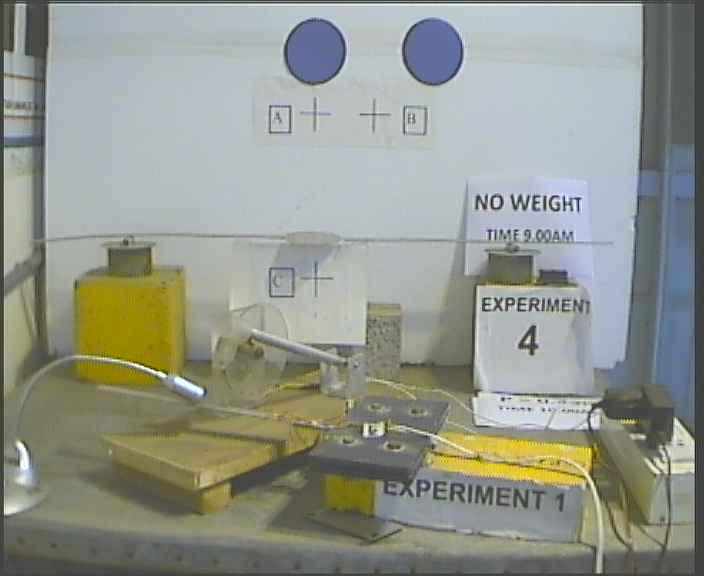 A
B
NO WEIGHT
TIME 9.00AM
C
EXPERIMENT
4
EXPERIMENT 1